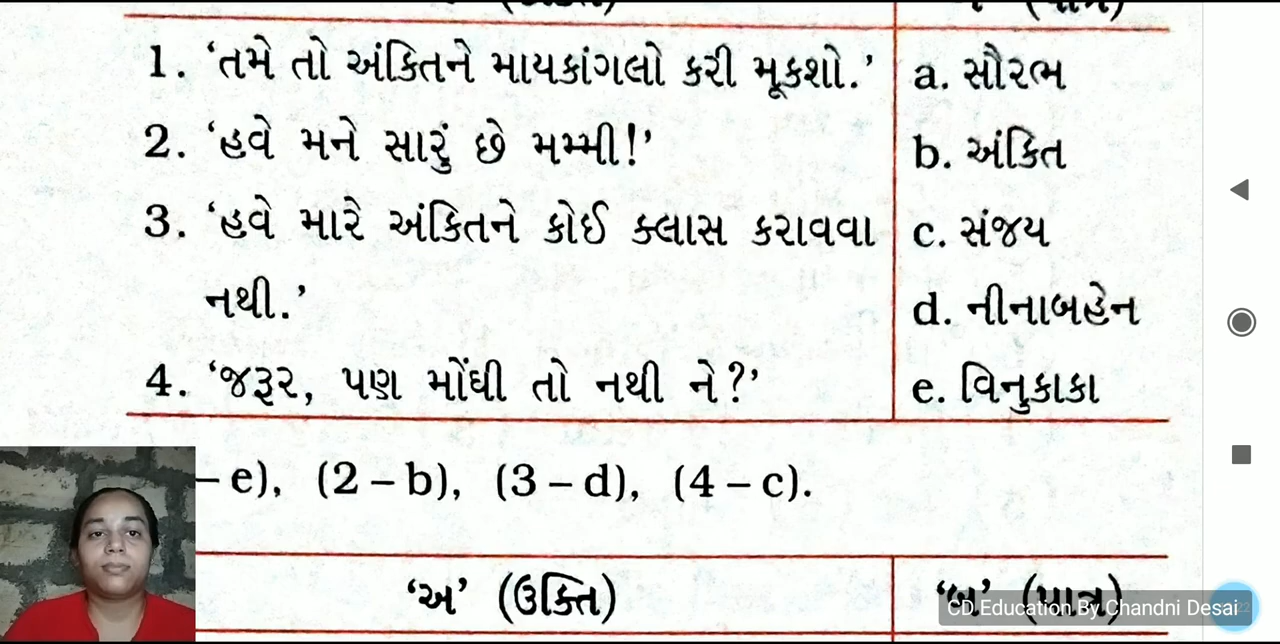 1. ‘તમે તો અંકિતને માયકાંગલો કરી મૂકશો.’ a. સૌરભ
2. ‘હવે મને સારું છે મમ્મી!’ b. અંકિત
3. ‘હવે મારે અંકિતને કોઈ ક્લાસ કરાવવા c. સંજય
નથી.’ d. નીનાબહેન
4. ‘જરૂર, પણ મોંઘી તો નથી ને?’ e. વિનુકાકા
– e), (2 – b), (3 – d), (4 – c).
‘અ’ (ઉક્તિ) ‘બ’ (પાત્ર)
CD Education By Chandni Desai